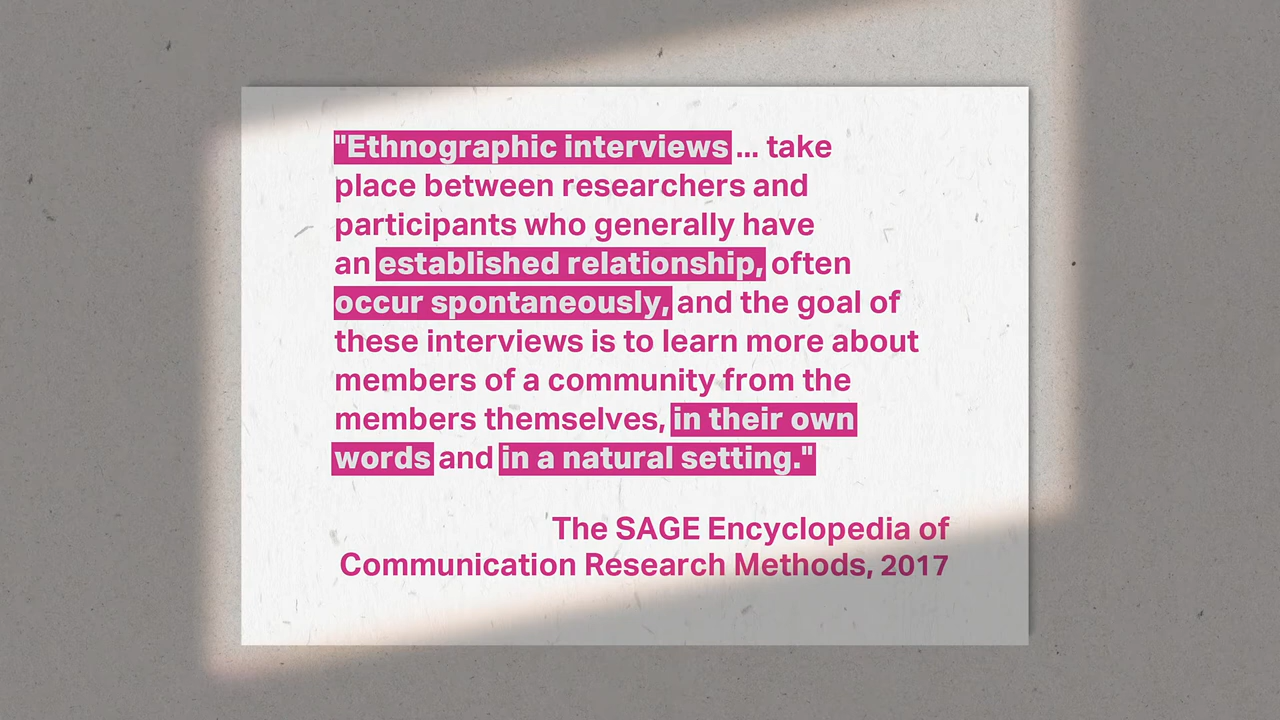 "Ethnographic interviews ... take
place between researchers and
participants who generally have
an established relationship, often
occur spontaneously, and the goal of
these interviews is to learn more about
members of a community from the
members themselves, in their own
words and in a natural setting."
The SAGE Encyclopedia of
Communication Research Methods, 2017